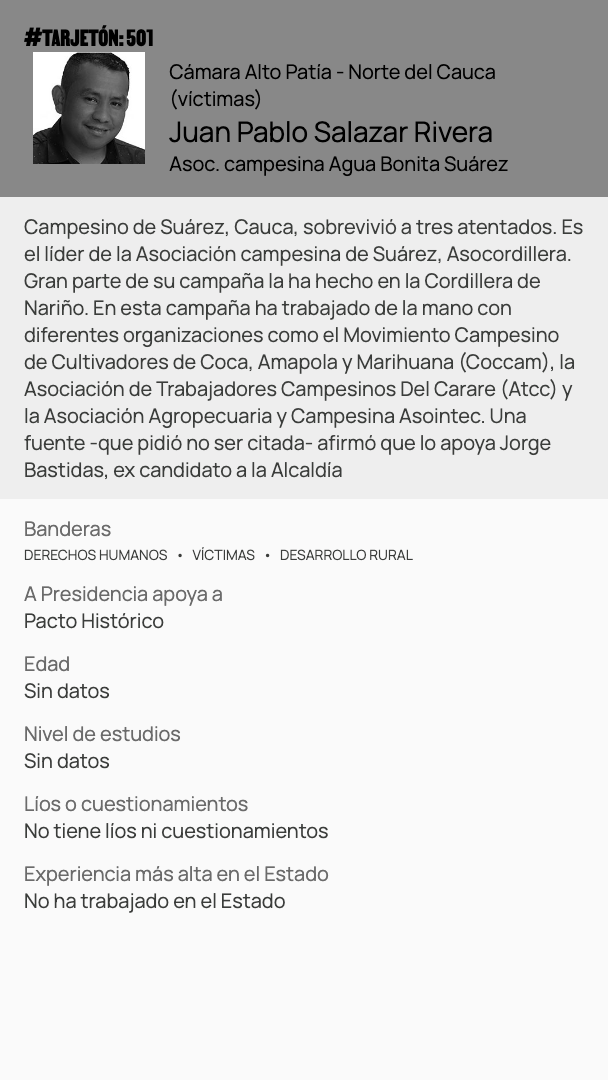 #TARJETÓN: 501
Cámara Alto Patía - Norte del Cauca
(víctimas)
Juan Pablo Salazar Rivera
Asoc. campesina Agua Bonita Suárez
Campesino de Suárez, Cauca, sobrevivió a tres atentados. Es
el líder de la Asociación campesina de Suárez, Asocordillera.
Gran parte de su campaña la ha hecho en la Cordillera de
Nariño. En esta campaña ha trabajado de la mano con
diferentes organizaciones como el Movimiento Campesino
de Cultivadores de Coca, Amapola y Marihuana (Coccam), la
Asociación de Trabajadores Campesinos Del Carare (Atcc) y
la Asociación Agropecuaria y Campesina Asointec. Una
fuente -que pidió no ser citada- afirmó que lo apoya Jorge
Bastidas, ex candidato a la Alcaldía
Banderas
DERECHOS HUMANOS • VÍCTIMAS • DESARROLLO RURAL
A Presidencia apoya a
Pacto Histórico
Edad
Sin datos
Nivel de estudios
Sin datos
Líos o cuestionamientos
No tiene líos ni cuestionamientos
Experiencia más alta en el Estado
No ha trabajado en el Estado